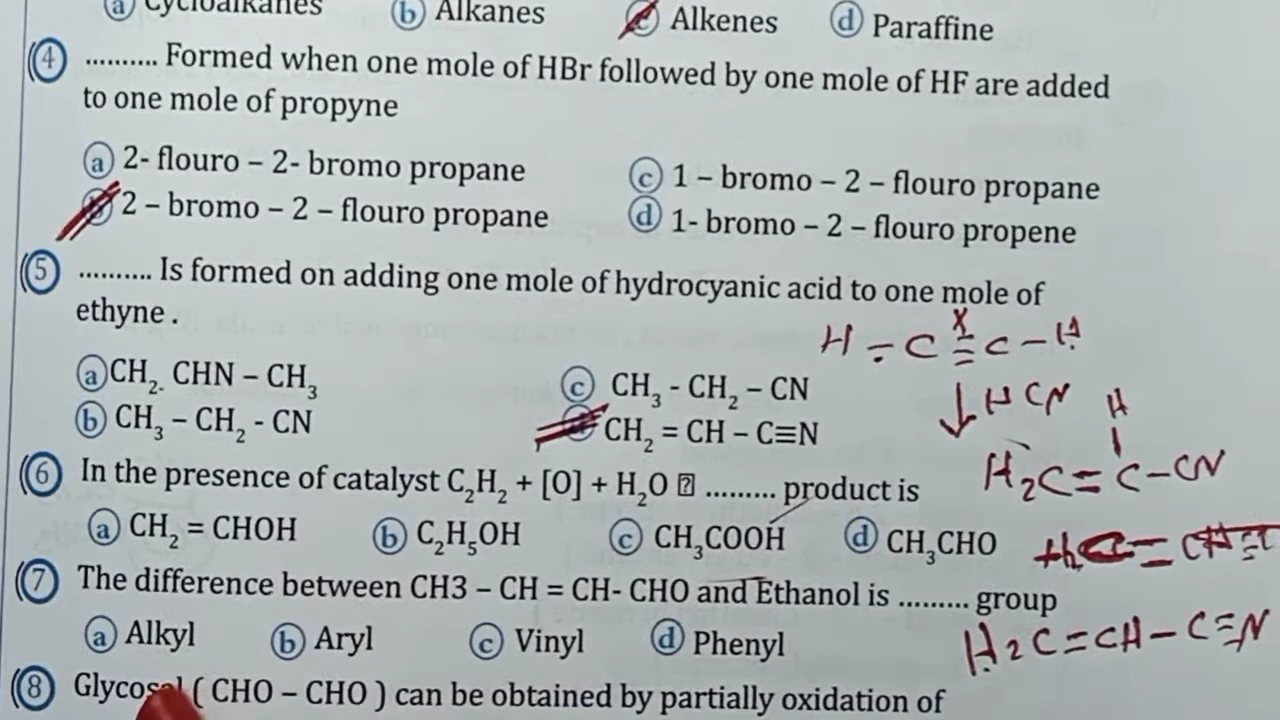 a Cycloalkanes b Alkanes c Alkenes d Paraffine
4 .......... Formed when one mole of HBr followed by one mole of HF are added
to one mole of propyne
a 2- flouro – 2- bromo propane c 1 – bromo – 2 – flouro propane
b 2 – bromo – 2 – flouro propane d 1- bromo – 2 – flouro propene
5 .......... Is formed on adding one mole of hydrocyanic acid to one mole of
ethyne .
H - C ≡ C - H
a CH₂. CHN – CH₃ c CH₃ - CH₂ – CN
↓ H CN
b CH₃ – CH₂ - CN d CH₂ = CH – C≡N
H
H₂C = C - CN
6 In the presence of catalyst C₂H₂ + [O] + H₂O ......... product is
a CH₂ = CHOH b C₂H₅OH c CH₃COOH d CH₃CHO
7 The difference between CH3 – CH = CH- CHO and Ethanol is ......... group
a Alkyl b Aryl c Vinyl d Phenyl
H₂C = CH - C ≡ N
8 Glycosal ( CHO – CHO ) can be obtained by partially oxidation of